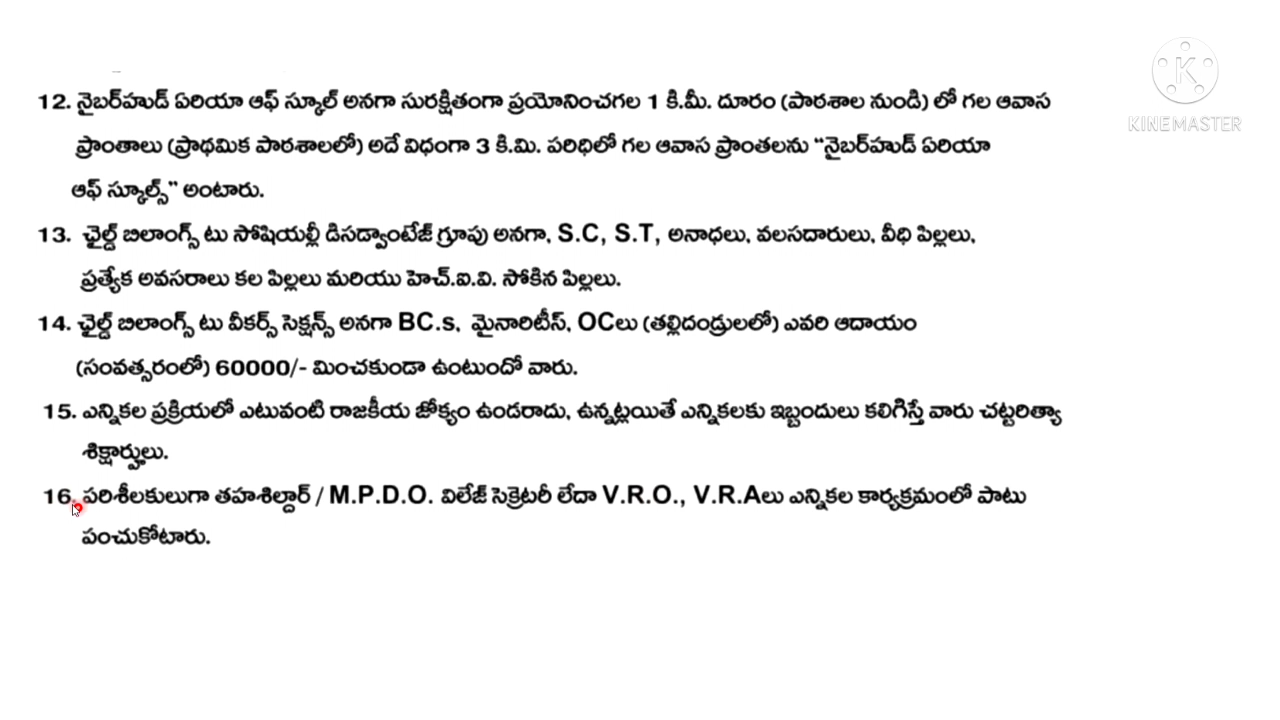 12. నైబర్‌హుడ్ ఏరియా ఆఫ్ స్కూల్ అనగా సురక్షితంగా ప్రయోనించగల 1 కి.మీ. దూరం (పాఠశాల నుండి) లో గల ఆవాస
ప్రాంతాలు (ప్రాథమిక పాఠశాలలో) అదే విధంగా 3 కి.మి. పరిధిలో గల ఆవాస ప్రాంతలను “నైబర్‌హుడ్ ఏరియా
ఆఫ్ స్కూల్స్” అంటారు.
13. ఛైల్డ్ బిలాంగ్స్ టు సోషియల్లీ డిసడ్వాంటేజ్ గ్రూపు అనగా, S.C, S.T, అనాధలు, వలసదారులు, వీధి పిల్లలు,
ప్రత్యేక అవసరాలు కల పిల్లలు మరియు హెచ్.ఐ.వి. సోకిన పిల్లలు.
14. ఛైల్డ్ బిలాంగ్స్ టు వీకర్స్ సెక్షన్స్ అనగా BC.s, మైనారిటీస్, OCలు (తల్లిదండ్రులలో) ఎవరి ఆదాయం
(సంవత్సరంలో) 60000/- మించకుండా ఉంటుందో వారు.
15. ఎన్నికల ప్రక్రియలో ఎటువంటి రాజకీయ జోక్యం ఉండరాదు, ఉన్నట్లయితే ఎన్నికలకు ఇబ్బందులు కలిగిస్తే వారు చట్టరిత్యా
శిక్షార్హులు.
16. పరిశీలకులుగా తహశిల్దార్ / M.P.D.O. విలేజ్ సెక్రెటరీ లేదా V.R.O., V.R.Aలు ఎన్నికల కార్యక్రమంలో పాటు
పంచుకోటారు.
K
KINEMASTER